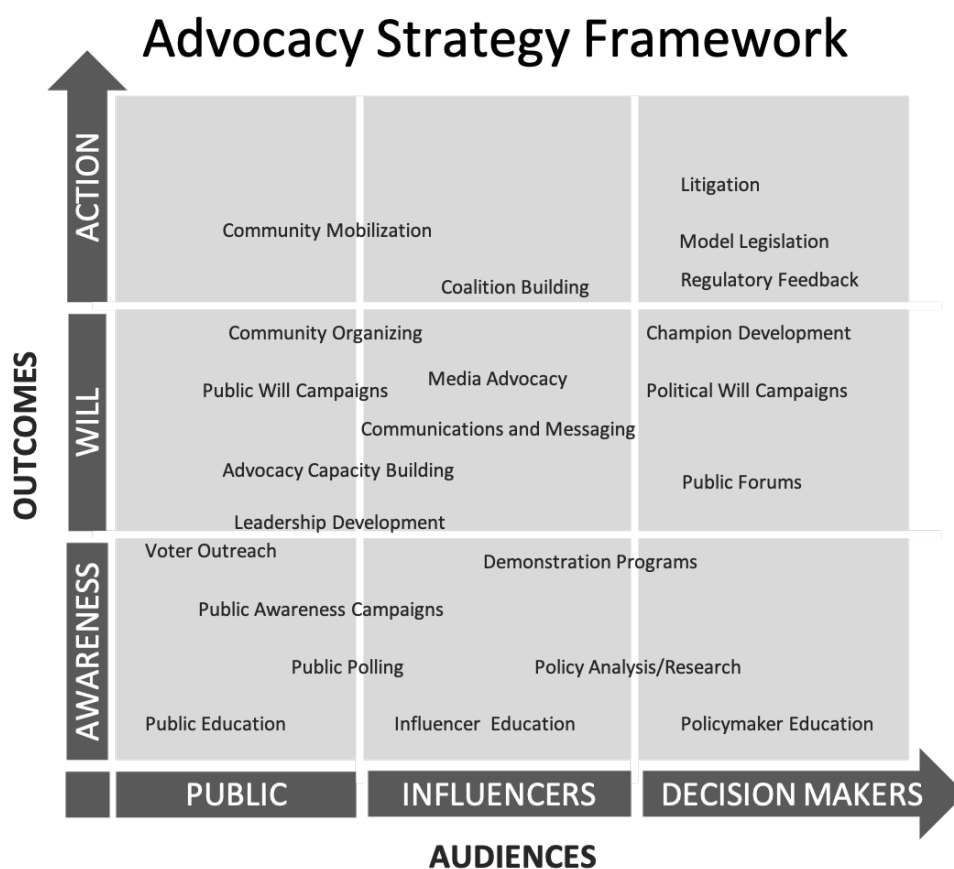 Advocacy Strategy Framework
OUTCOMES
ACTION
Litigation
Community Mobilization
Model Legislation
Regulatory Feedback
Coalition Building
WILL
Community Organizing
Champion Development
Media Advocacy
Public Will Campaigns
Political Will Campaigns
Communications and Messaging
Advocacy Capacity Building
Public Forums
Leadership Development
AWARENESS
Voter Outreach
Demonstration Programs
Public Awareness Campaigns
Public Polling
Policy Analysis/Research
Public Education
Influencer Education
Policymaker Education
PUBLIC
INFLUENCERS
DECISION MAKERS
AUDIENCES